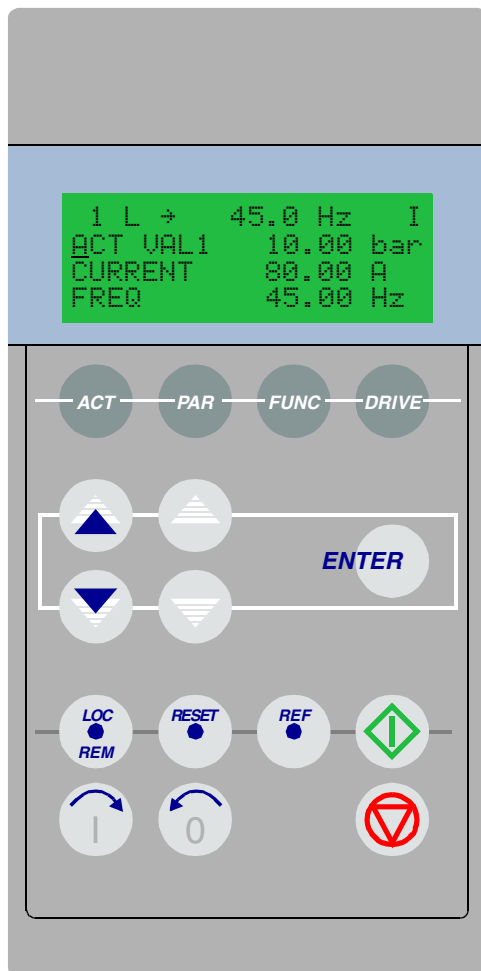 1 L → 45.0 Hz I
ACT VAL1 10.00 bar
CURRENT 80.00 A
FREQ 45.00 Hz
ACT PAR FUNC DRIVE
ENTER
LOC RESET REF
REM
I 0